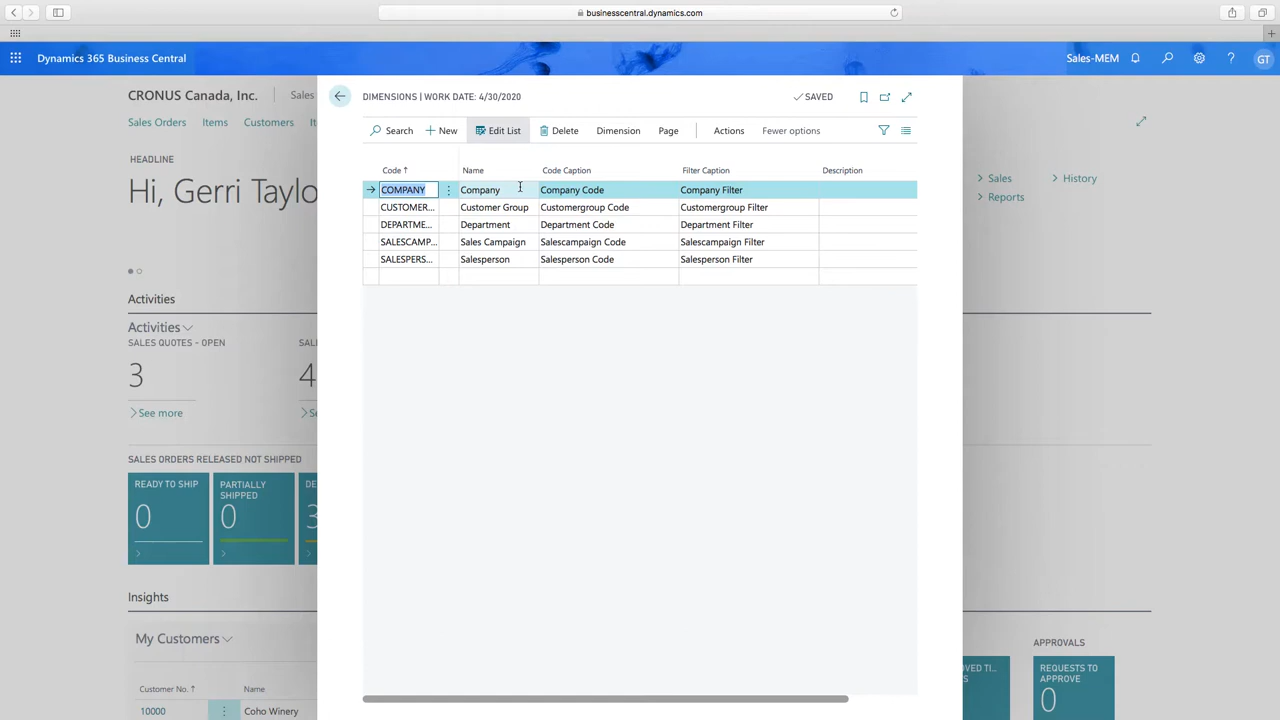 businesscentral.dynamics.com
Dynamics 365 Business Central
Sales-MEM
?
GT
CRONUS Canada, Inc.
Sales
Sales Orders
Items
Customers
HEADLINE
Hi, Gerri Taylo
Activities
Activities
SALES QUOTES - OPEN
3
4
See more
SALES ORDERS RELEASED NOT SHIPPED
READY TO SHIP
0
PARTIALLY
SHIPPED
0
3
Insights
My Customers
Customer No. ↑
Name
10000
Coho Winery
DIMENSIONS | WORK DATE: 4/30/2020
SAVED
Search
New
Edit List
Delete
Dimension
Page
Actions
Fewer options
Code ↑
Name
Code Caption
Filter Caption
Description
COMPANY
Company
Company Code
Company Filter
CUSTOMER...
Customer Group
Customergroup Code
Customergroup Filter
DEPARTME...
Department
Department Code
Department Filter
SALESCAMP...
Sales Campaign
Salescampaign Code
Salescampaign Filter
SALESPERS...
Salesperson
Salesperson Code
Salesperson Filter
Sales
History
Reports
APPROVALS
REQUESTS TO
APPROVE
0